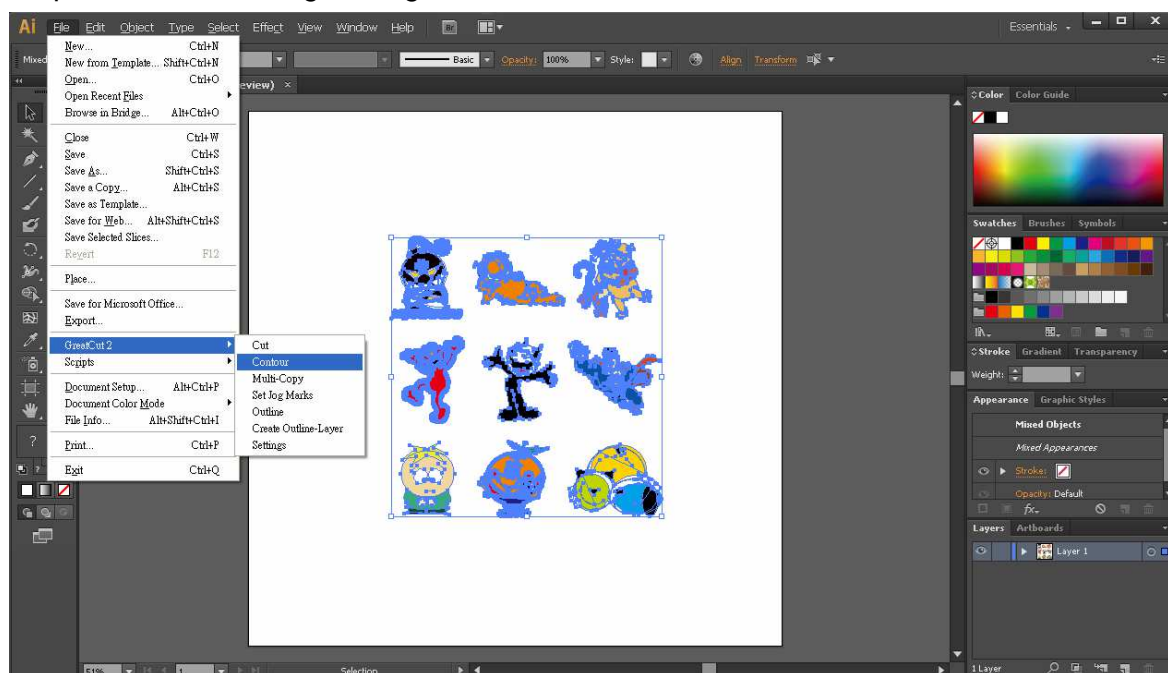 Ai File Edit Object Type Select Effect View Window Help Br Essentials
Mixed Basic Opacity: 100% Style: Align Transform
eview) ×
New... Ctrl+N
New from Template... Shift+Ctrl+N
Open... Ctrl+O
Open Recent Files
Browse in Bridge... Alt+Ctrl+O
Close Ctrl+W
Save Ctrl+S
Save As... Shift+Ctrl+S
Save a Copy... Alt+Ctrl+S
Save as Template...
Save for Web... Alt+Shift+Ctrl+S
Save Selected Slices...
Revert F12
Place...
Save for Microsoft Office...
Export...
GreatCut 2
Scripts
Document Setup... Alt+Ctrl+P
Document Color Mode
File Info... Alt+Shift+Ctrl+I
Print... Ctrl+P
Exit Ctrl+Q
Cut
Contour
Multi-Copy
Set Jog Marks
Outline
Create Outline-Layer
Settings
Color Color Guide
Swatches Brushes Symbols
Stroke Gradient Transparency
Weight:
Appearance Graphic Styles
Mixed Objects
Mixed Appearances
Stroke:
Opacity: Default
fx.
Layers Artboards
Layer 1
1 Layer
51% 1 Selection